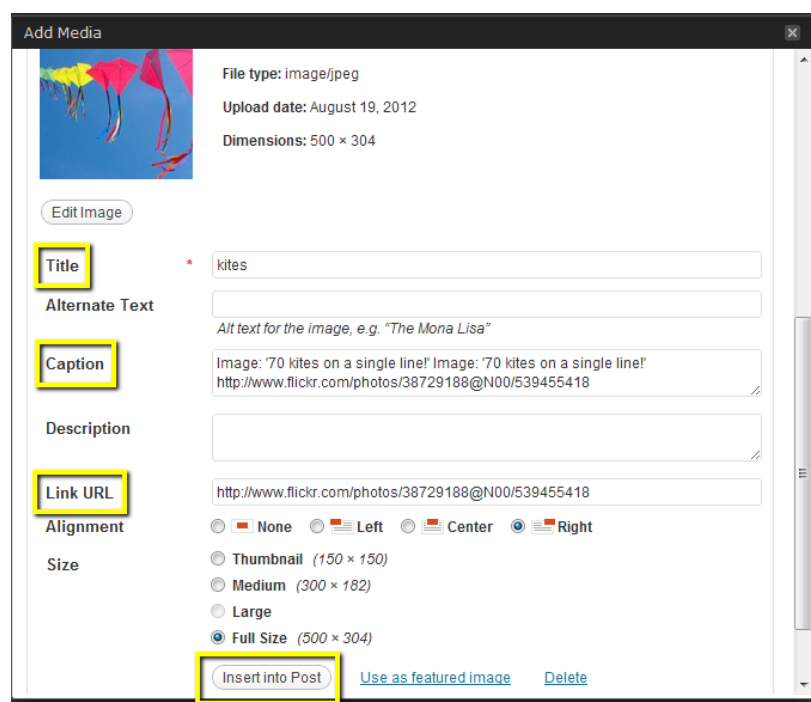 Add Media
File type: image/jpeg
Upload date: August 19, 2012
Dimensions: 500 × 304
Edit Image
Title * kites
Alternate Text
Alt text for the image, e.g. “The Mona Lisa”
Caption Image: '70 kites on a single line!' Image: '70 kites on a single line!'
http://www.flickr.com/photos/38729188@N00/539455418
Description
Link URL http://www.flickr.com/photos/38729188@N00/539455418
Alignment None Left Center Right
Size Thumbnail (150 × 150)
Medium (300 × 182)
Large
Full Size (500 × 304)
Insert into Post Use as featured image Delete